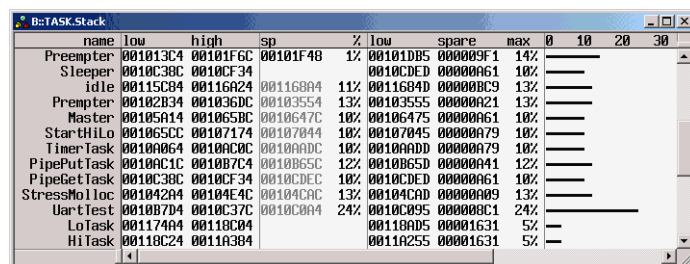 B::TASK.Stack
name low high sp % low spare max 0 10 20 30
Preempter 001013C4 00101F6C 00101F48 1% 00101DB5 000009F1 14%
Sleeper 0010C38C 0010CF34 0010CDED 00000A61 10%
idle 00115C84 00116A24 001168A4 11% 0011684D 00000BC9 13%
Prempter 00102B34 001036DC 00103554 13% 00103555 00000A21 13%
Master 00105A14 001065BC 0010647C 10% 00106475 00000A61 10%
StartHiLo 001065CC 00107174 00107044 10% 00107045 00000A79 10%
TimerTask 0010A064 0010AC0C 0010AADC 10% 0010AADD 00000A79 10%
PipePutTask 0010AC1C 0010B7C4 0010B65C 12% 0010B65D 00000A41 12%
PipeGetTask 0010C38C 0010CF34 0010CDEC 10% 0010CDED 00000A61 10%
StressMolloc 001042A4 00104E4C 00104CAC 13% 00104CAD 00000A09 13%
UartTest 0010B7D4 0010C37C 0010C0A4 24% 0010C095 000008C1 24%
LoTask 001174A4 00118C04 00118AD5 00001631 5%
HiTask 00118C24 0011A384 0011A255 00001631 5%